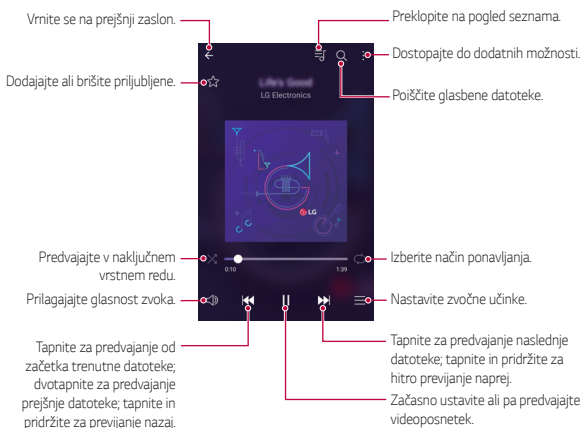 Vrnite se na prejšnji zaslon.
Preklopite na pogled seznama.
Dostopajte do dodatnih možnosti.
Dodajajte ali brišite priljubljene.
Life's Good
LG Electronics
Poiščite glasbene datoteke.
LG
Predvajajte v naključnem
vrstnem redu.
Izberite način ponavljanja.
0:10
1:39
Prilagajajte glasnost zvoka.
Nastavite zvočne učinke.
Tapnite za predvajanje od
začetka trenutne datoteke;
dvotapnite za predvajanje
prejšnje datoteke; tapnite in
pridržite za previjanje nazaj.
Tapnite za predvajanje naslednje
datoteke; tapnite in pridržite za
hitro previjanje naprej.
Začasno ustavite ali pa predvajajte
videoposnetek.